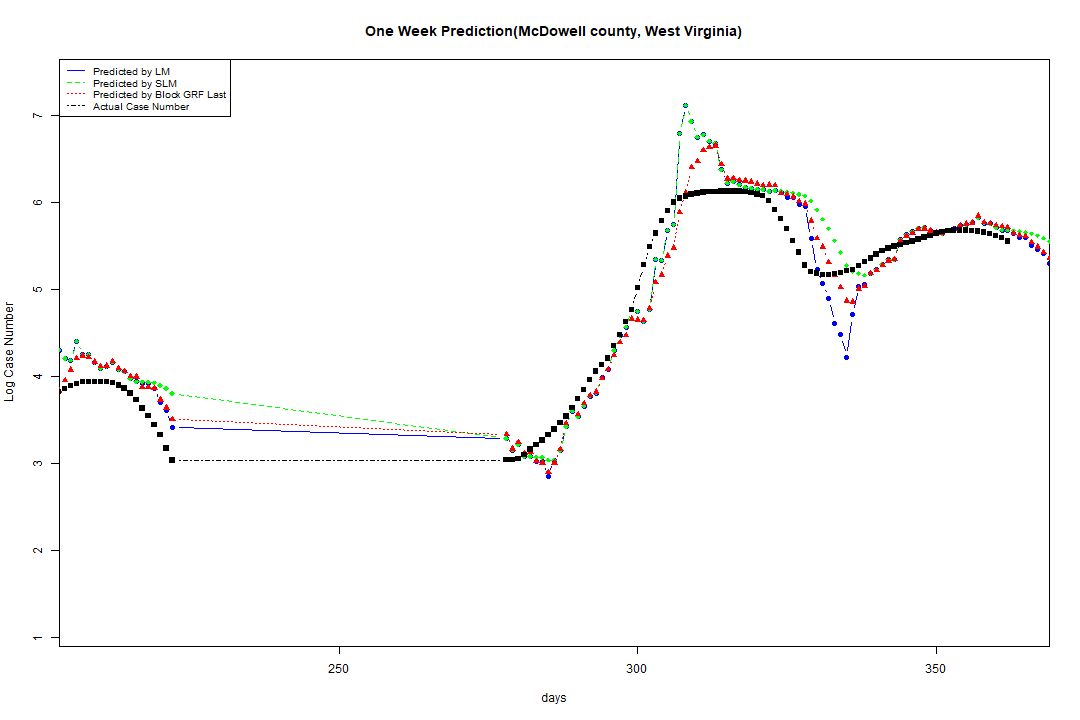 One Week Prediction(McDowell county, West Virginia)
Predicted by LM
Predicted by SLM
Predicted by Block GRF Last
Actual Case Number
7
6
5
4
3
2
1
Log Case Number
250
300
350
days